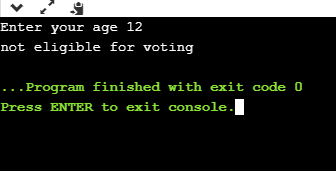 Enter your age 12
not eligible for voting
...Program finished with exit code 0
Press ENTER to exit console.